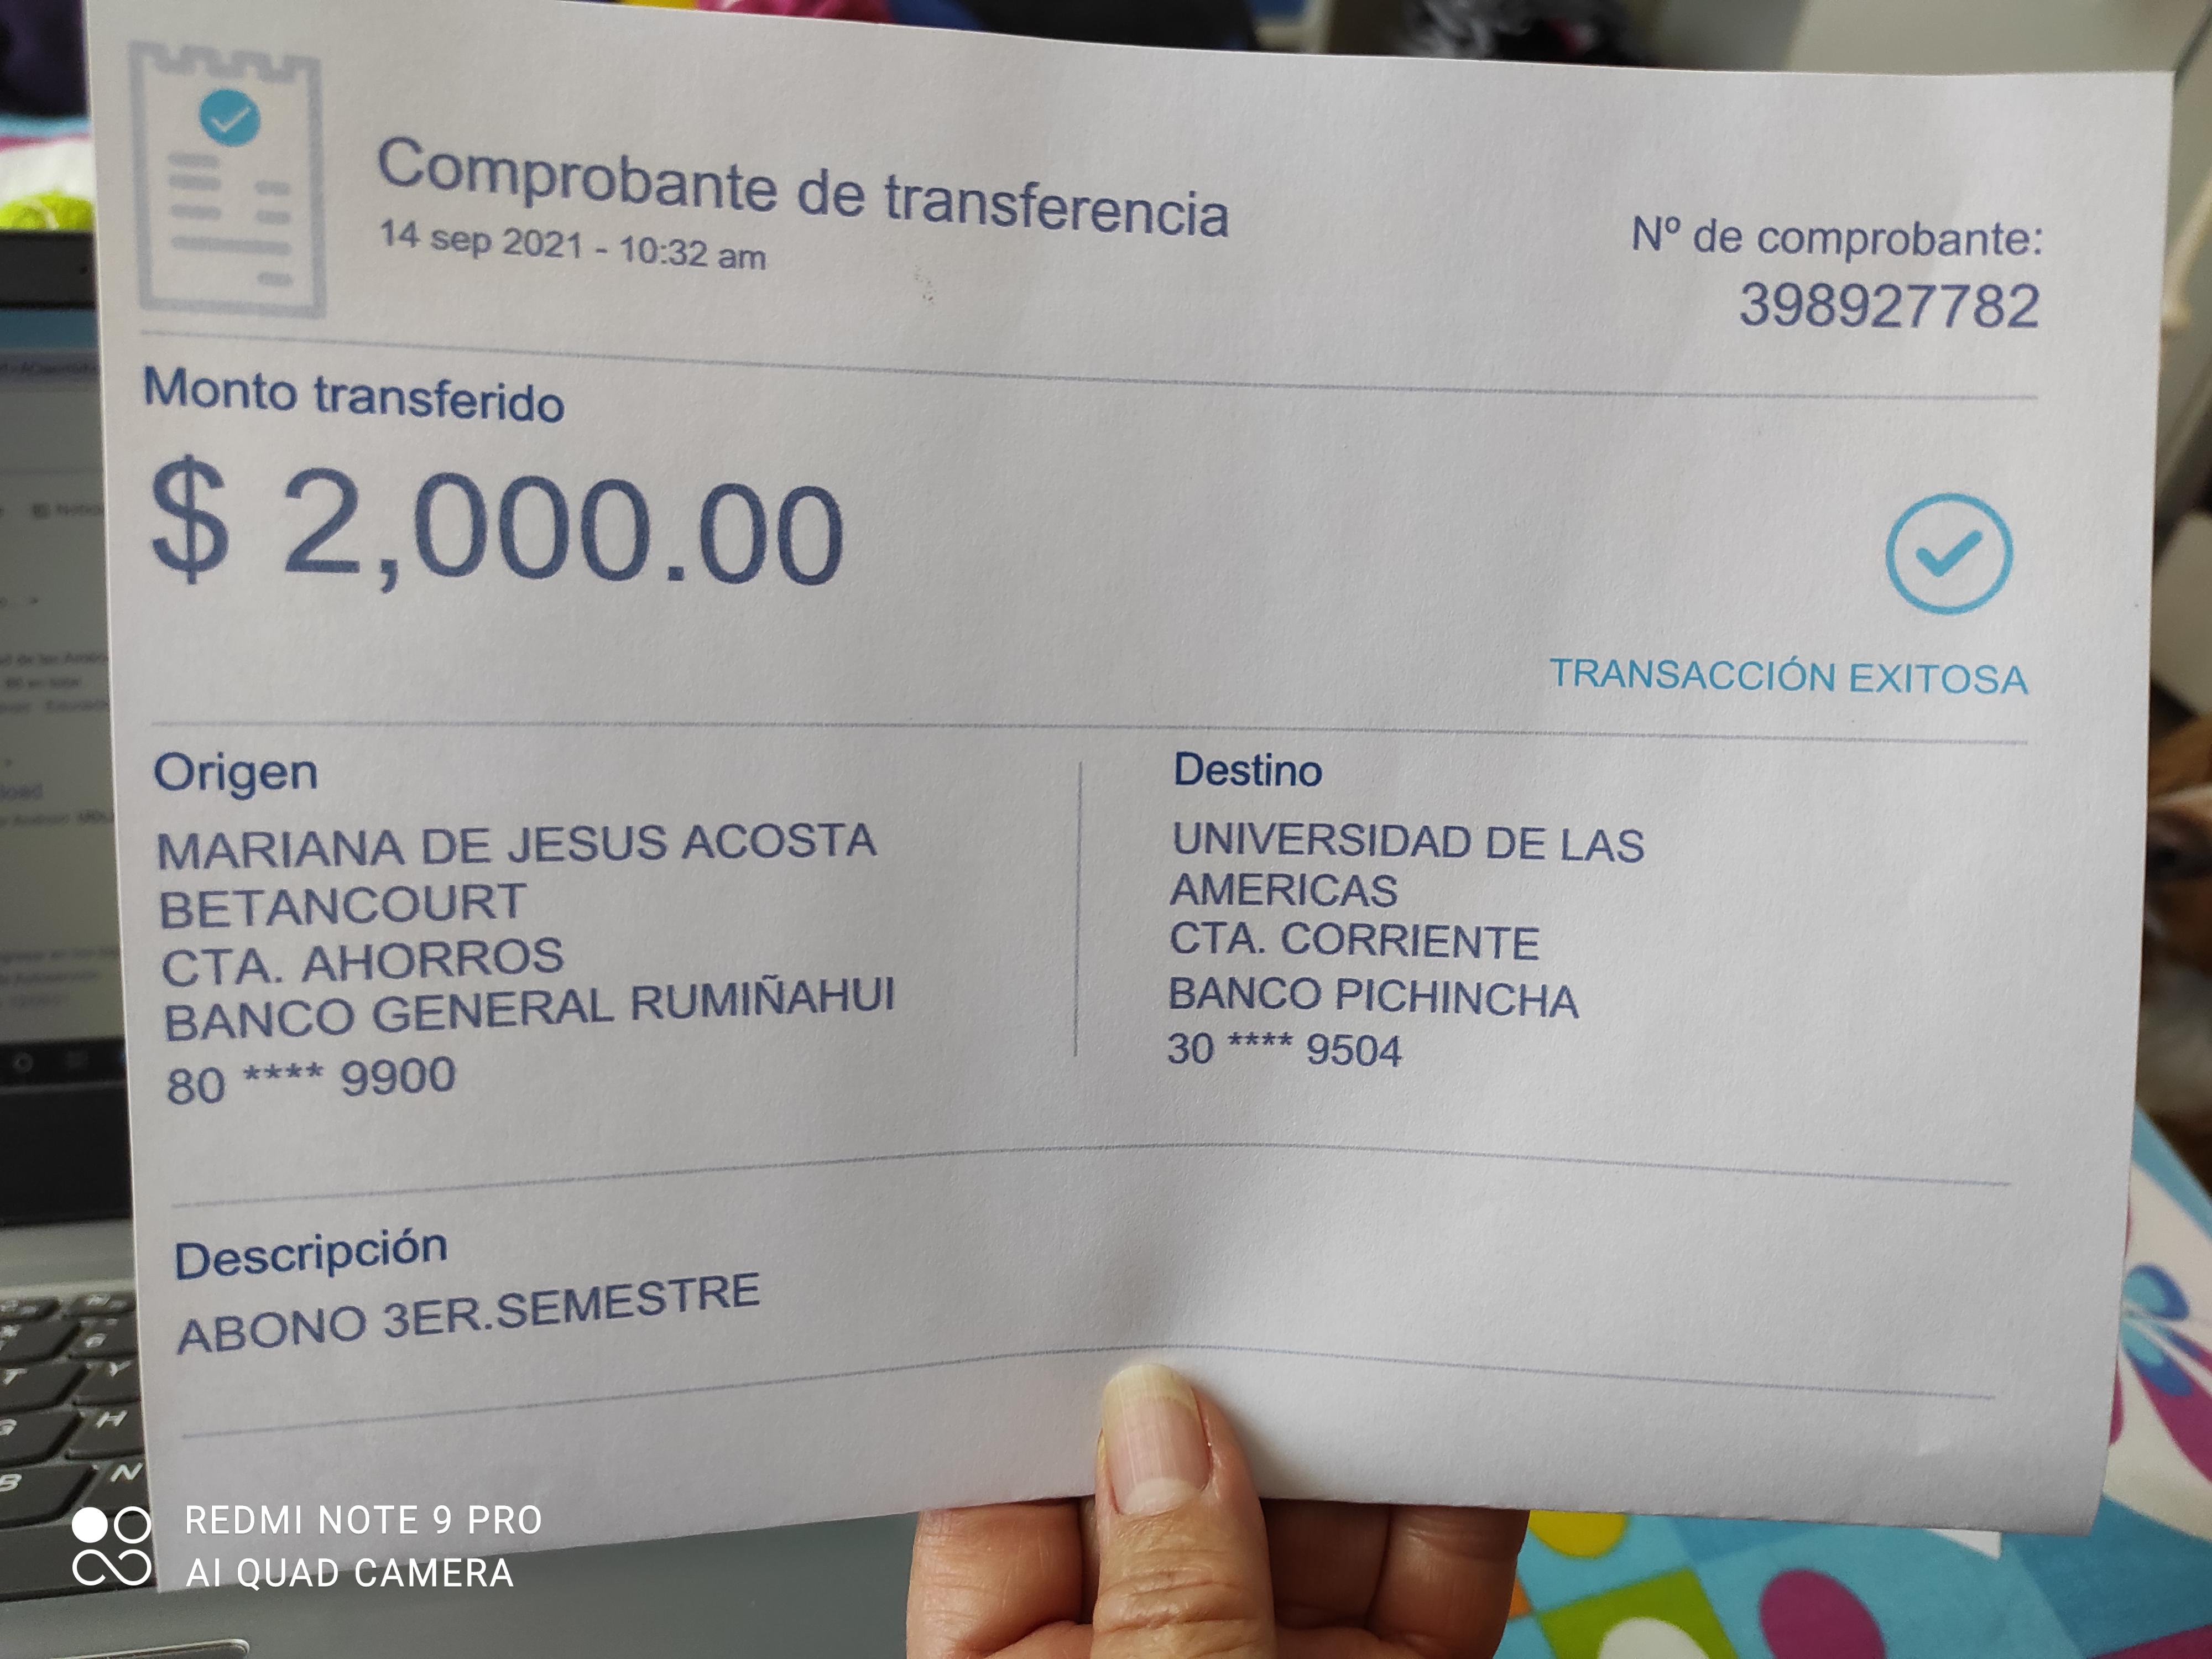 Comprobante de transferencia
14 sep 2021 - 10:32 am
Nº de comprobante:
398927782
Monto transferido
$ 2,000.00
TRANSACCIÓN EXITOSA
Origen
MARIANA DE JESUS ACOSTA
BETANCOURT
CTA. AHORROS
BANCO GENERAL RUMIÑAHUI
80 **** 9900
Destino
UNIVERSIDAD DE LAS
AMERICAS
CTA. CORRIENTE
BANCO PICHINCHA
30 **** 9504
Descripción
ABONO 3ER.SEMESTRE
T Y
G H
B N
REDMI NOTE 9 PRO
AI QUAD CAMERA